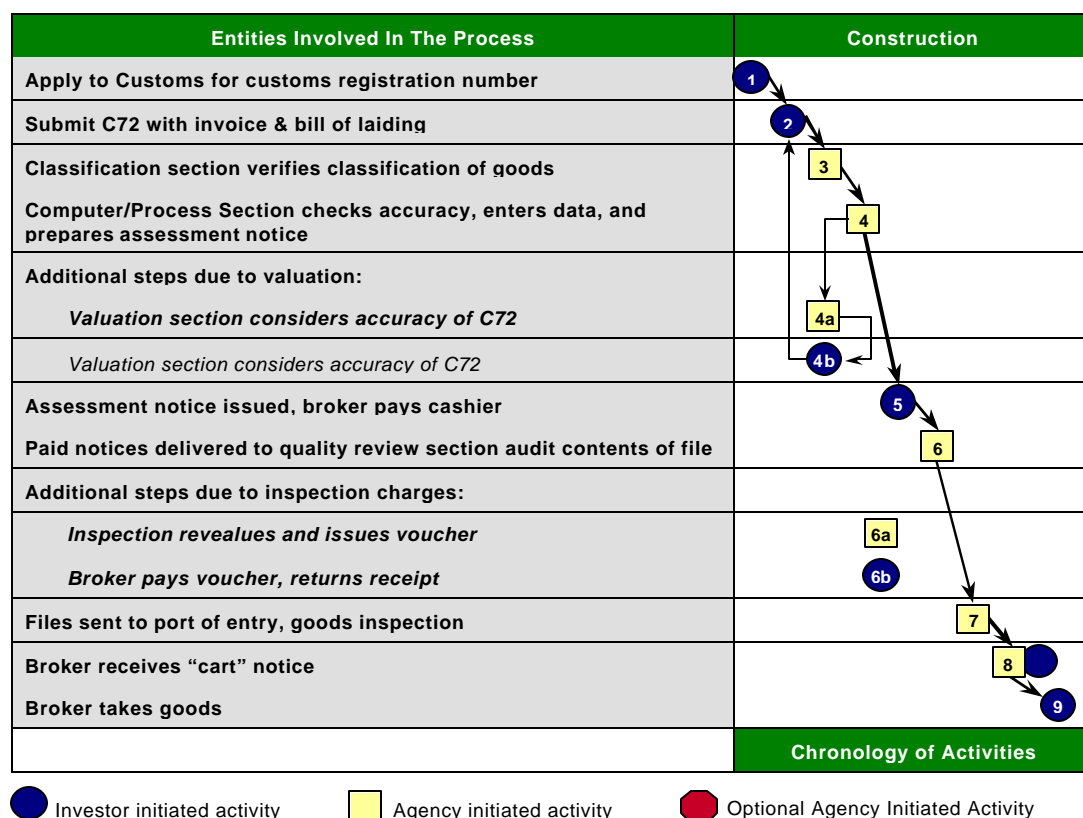 Entities Involved In The Process Construction
Apply to Customs for customs registration number 1
Submit C72 with invoice & bill of laiding 2
Classification section verifies classification of goods 3
Computer/Process Section checks accuracy, enters data, and
prepares assessment notice 4
Additional steps due to valuation:
Valuation section considers accuracy of C72 4a
Valuation section considers accuracy of C72 4b
Assessment notice issued, broker pays cashier 5
Paid notices delivered to quality review section audit contents of file 6
Additional steps due to inspection charges:
Inspection revealues and issues voucher 6a
Broker pays voucher, returns receipt 6b
Files sent to port of entry, goods inspection 7
Broker receives “cart” notice 8
Broker takes goods 9
Chronology of Activities
Investor initiated activity Agency initiated activity Optional Agency Initiated Activity